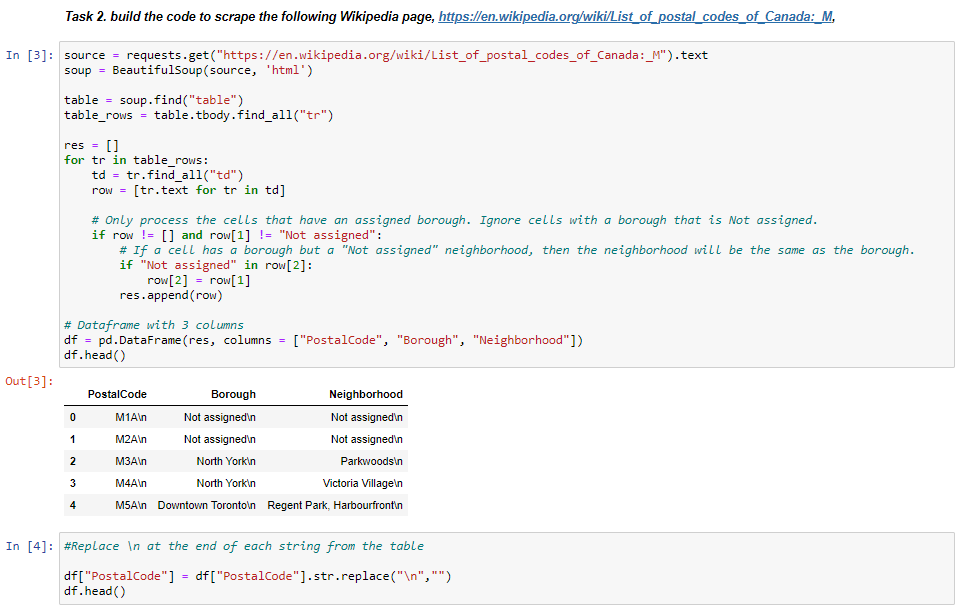 Task 2. build the code to scrape the following Wikipedia page, https://en.wikipedia.org/wiki/List_of_postal_codes_of_Canada:_M,
In [3]: source = requests.get("https://en.wikipedia.org/wiki/List_of_postal_codes_of_Canada:_M").text
soup = BeautifulSoup(source, 'html')
table = soup.find("table")
table_rows = table.tbody.find_all("tr")
res = []
for tr in table_rows:
td = tr.find_all("td")
row = [tr.text for tr in td]
# Only process the cells that have an assigned borough. Ignore cells with a borough that is Not assigned.
if row != [] and row[1] != "Not assigned":
# If a cell has a borough but a "Not assigned" neighborhood, then the neighborhood will be the same as the borough.
if "Not assigned" in row[2]:
row[2] = row[1]
res.append(row)
# Dataframe with 3 columns
df = pd.DataFrame(res, columns = ["PostalCode", "Borough", "Neighborhood"])
df.head()
Out[3]:
PostalCode Borough Neighborhood
0 M1A\n Not assigned\n Not assigned\n
1 M2A\n Not assigned\n Not assigned\n
2 M3A\n North York\n Parkwoods\n
3 M4A\n North York\n Victoria Village\n
4 M5A\n Downtown Toronto\n Regent Park, Harbourfront\n
In [4]: #Replace \n at the end of each string from the table
df["PostalCode"] = df["PostalCode"].str.replace("\n","")
df.head()